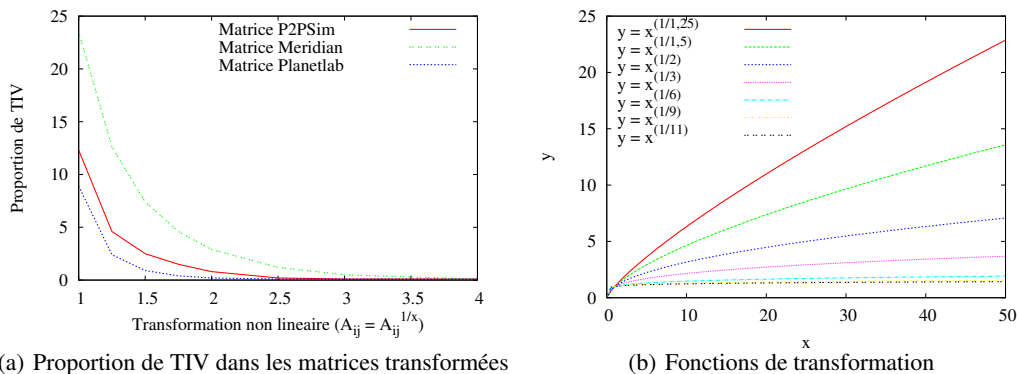 Proportion de TIV
25
20
15
10
5
0
1
1.5
2
2.5
3
3.5
4
Matrice P2PSim
Matrice Meridian
Matrice Planetlab
Transformation non lineaire (A_ij = A_ij^1/x)
(a) Proportion de TIV dans les matrices transformées
y
25
20
15
10
5
0
0
10
20
30
40
50
y = x^(1/1,25)
y = x^(1/1,5)
y = x^(1/2)
y = x^(1/3)
y = x^(1/6)
y = x^(1/9)
y = x^(1/11)
x
(b) Fonctions de transformation